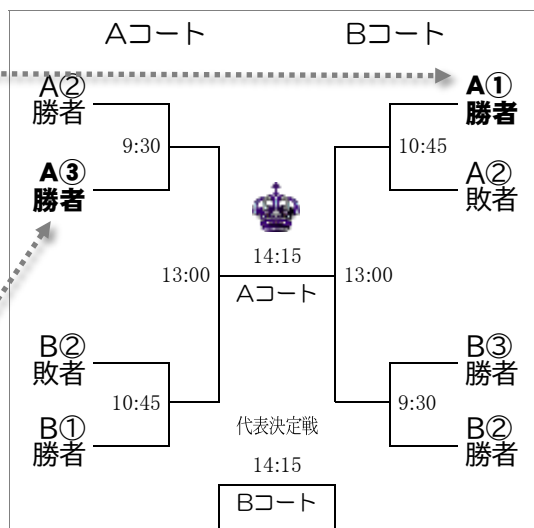 Aコート
Bコート
A②
勝者
9:30
A③
勝者
A①
勝者
10:45
A②
敗者
14:15
Aコート
13:00
13:00
B②
敗者
10:45
B①
勝者
B③
勝者
9:30
B②
勝者
代表決定戦
14:15
Bコート